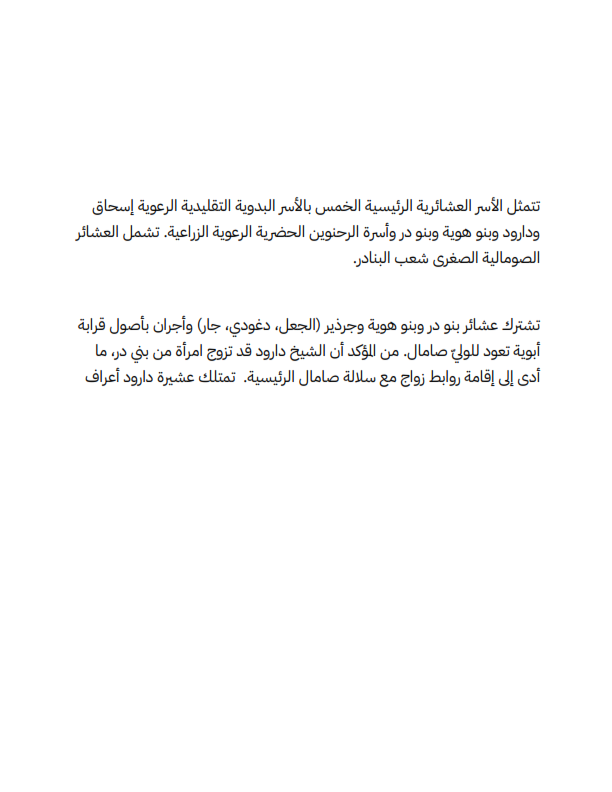 تتمثل الأسر العشائرية الرئيسية الخمس بالأسر البدوية التقليدية الرعوية إسحاق
ودارود وبنو هوية وبنو در وأسرة الرحنوين الحضرية الرعوية الزراعية. تشمل العشائر
الصومالية الصغرى شعب البنادر.
تشترك عشائر بنو در وبنو هوية وجرذير (الجعل، دغودي، جار) وأجران بأصول قرابة
أبوية تعود للوليّ صامال. من المؤكد أن الشيخ دارود قد تزوج امرأة من بني در، ما
أدى إلى إقامة روابط زواج مع سلالة صامال الرئيسية. تمتلك عشيرة دارود أعراف